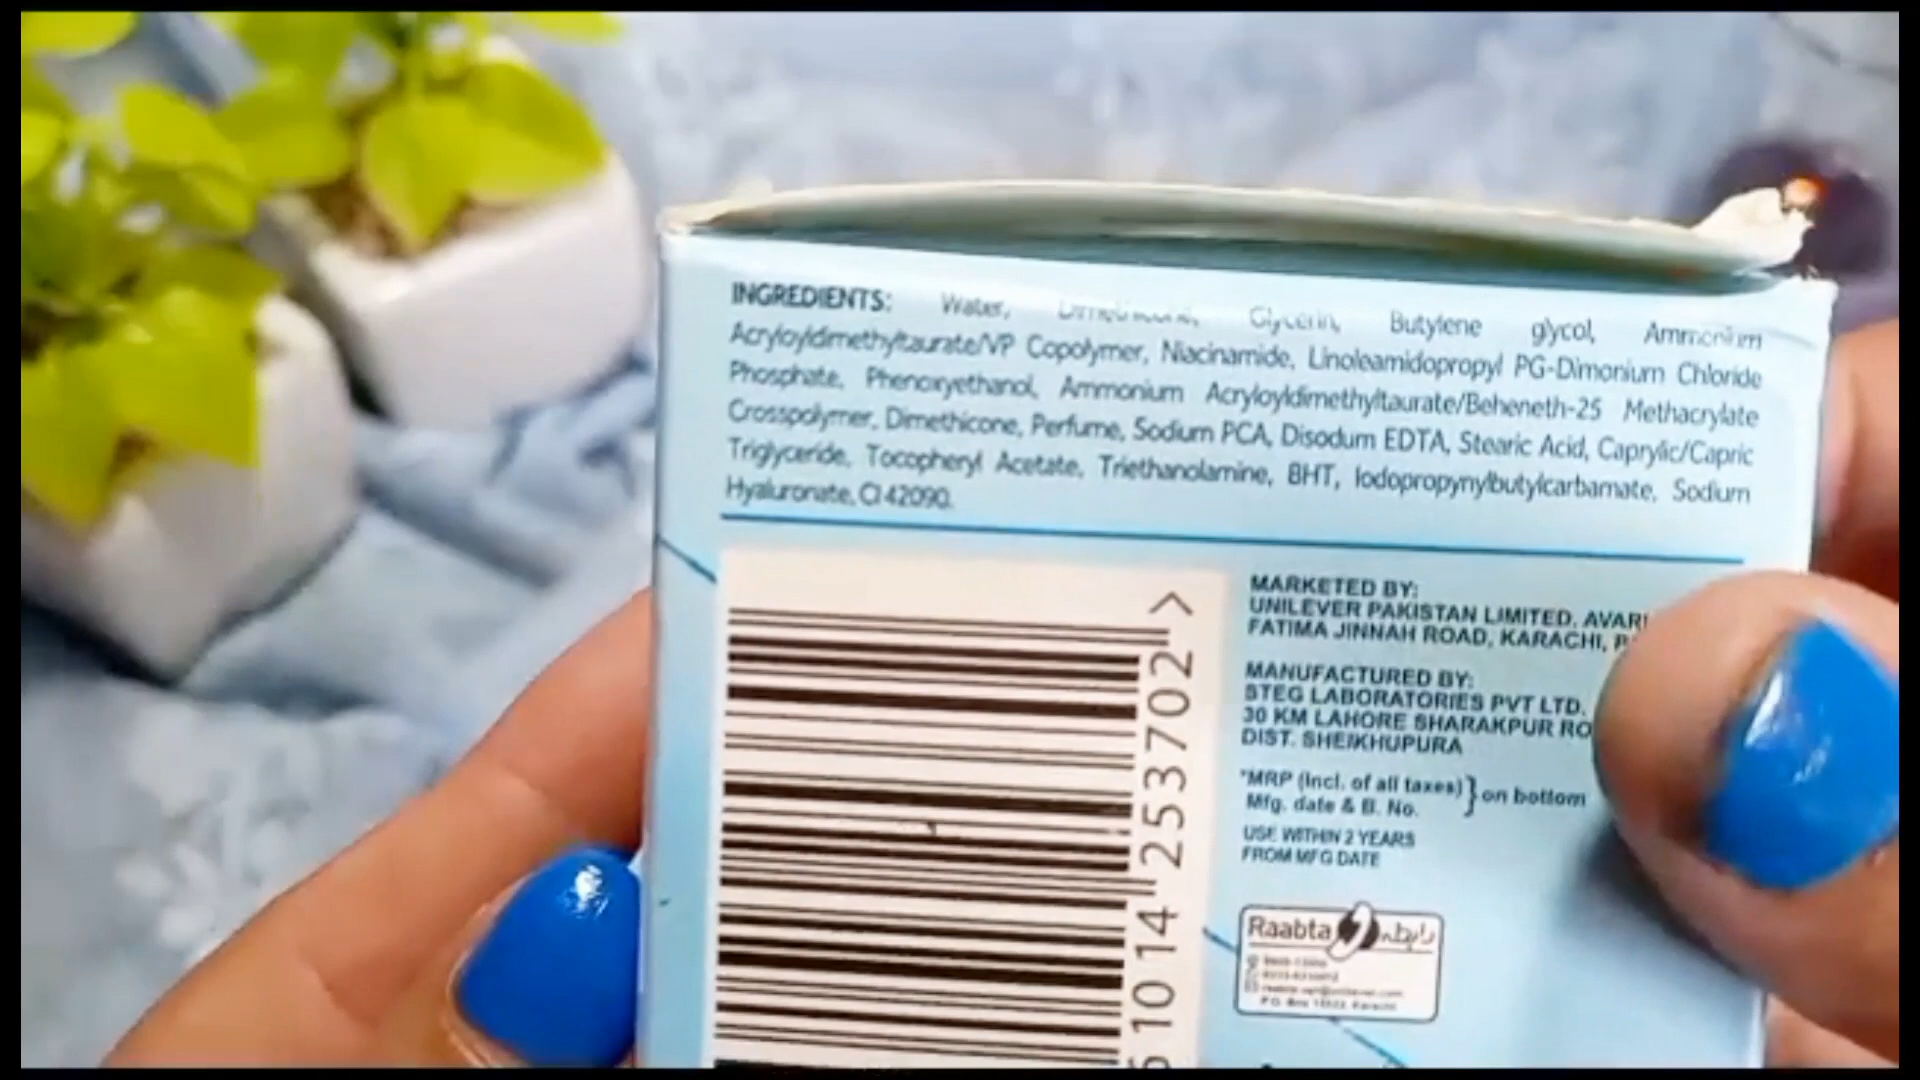 INGREDIENTS: Water, Glycerin, Butylene glycol, Ammonium
Acryloyldimethyltaurate/VP Copolymer, Niacinamide, Linoleamidopropyl PG-Dimonium Chloride
Phosphate, Phenoxyethanol, Ammonium Acryloyldimethyltaurate/Beheneth-25 Methacrylate
Crosspolymer, Dimethicone, Perfume, Sodium PCA, Disodum EDTA, Stearic Acid, Caprylic/Capric
Triglyceride, Tocopheryl Acetate, Triethanolamine, BHT, Iodopropynylbutylcarbamate, Sodium
Hyaluronate, CI 42090.
MARKETED BY:
UNILEVER PAKISTAN LIMITED. AVARI
FATIMA JINNAH ROAD, KARACHI,
MANUFACTURED BY:
STEG LABORATORIES PVT LTD.
30 KM LAHORE SHARAKPUR RO
DIST. SHEIKHUPURA
*MRP (Incl. of all taxes)
Mfg. date & B. No. } on bottom
USE WITHIN 2 YEARS
FROM MFG DATE
Raabta رابطہ
6 1014 253702 >